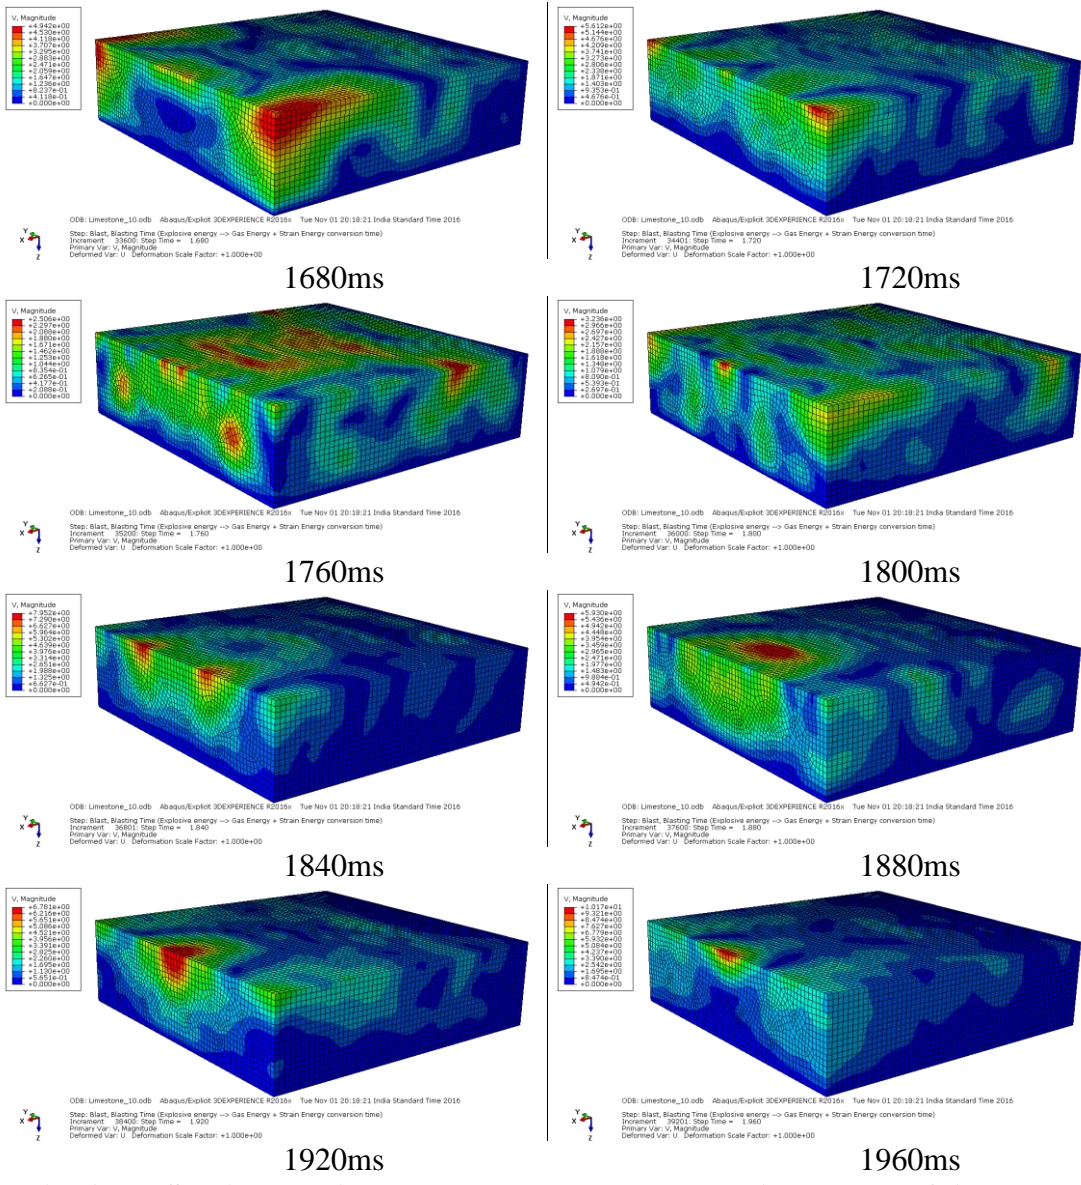 V, Magnitude
+4.942e+00
+4.530e+00
+4.118e+00
+3.707e+00
+3.295e+00
+2.883e+00
+2.471e+00
+2.059e+00
+1.647e+00
+1.236e+00
+8.237e-01
+4.118e-01
+0.000e+00
Y
X
Z
ODB: Limestone_10.odb Abaqus/Explicit 3DEXPERIENCE R2016x Tue Nov 01 20:18:21 India Standard Time 2016
Step: Blast, Blasting Time (Explosive energy --> Gas Energy + Strain Energy conversion time)
Increment 33600: Step Time = 1.680
Primary Var: V, Magnitude
Deformed Var: U Deformation Scale Factor: +1.000e+00
1680ms
V, Magnitude
+5.612e+00
+5.144e+00
+4.676e+00
+4.209e+00
+3.741e+00
+3.273e+00
+2.806e+00
+2.338e+00
+1.871e+00
+1.403e+00
+9.353e-01
+4.676e-01
+0.000e+00
Y
X
Z
ODB: Limestone_10.odb Abaqus/Explicit 3DEXPERIENCE R2016x Tue Nov 01 20:18:21 India Standard Time 2016
Step: Blast, Blasting Time (Explosive energy --> Gas Energy + Strain Energy conversion time)
Increment 34401: Step Time = 1.720
Primary Var: V, Magnitude
Deformed Var: U Deformation Scale Factor: +1.000e+00
1720ms
V, Magnitude
+2.506e+00
+2.297e+00
+2.088e+00
+1.880e+00
+1.671e+00
+1.462e+00
+1.253e+00
+1.044e+00
+8.354e-01
+6.265e-01
+4.177e-01
+2.088e-01
+0.000e+00
Y
X
Z
ODB: Limestone_10.odb Abaqus/Explicit 3DEXPERIENCE R2016x Tue Nov 01 20:18:21 India Standard Time 2016
Step: Blast, Blasting Time (Explosive energy --> Gas Energy + Strain Energy conversion time)
Increment 35200: Step Time = 1.760
Primary Var: V, Magnitude
Deformed Var: U Deformation Scale Factor: +1.000e+00
1760ms
V, Magnitude
+3.236e+00
+2.966e+00
+2.697e+00
+2.427e+00
+2.157e+00
+1.888e+00
+1.618e+00
+1.348e+00
+1.079e+00
+8.090e-01
+5.393e-01
+2.697e-01
+0.000e+00
Y
X
Z
ODB: Limestone_10.odb Abaqus/Explicit 3DEXPERIENCE R2016x Tue Nov 01 20:18:21 India Standard Time 2016
Step: Blast, Blasting Time (Explosive energy --> Gas Energy + Strain Energy conversion time)
Increment 36000: Step Time = 1.800
Primary Var: V, Magnitude
Deformed Var: U Deformation Scale Factor: +1.000e+00
1800ms
V, Magnitude
+7.952e+00
+7.290e+00
+6.627e+00
+5.964e+00
+5.302e+00
+4.639e+00
+3.976e+00
+3.314e+00
+2.651e+00
+1.988e+00
+1.325e+00
+6.627e-01
+0.000e+00
Y
X
Z
ODB: Limestone_10.odb Abaqus/Explicit 3DEXPERIENCE R2016x Tue Nov 01 20:18:21 India Standard Time 2016
Step: Blast, Blasting Time (Explosive energy --> Gas Energy + Strain Energy conversion time)
Increment 36801: Step Time = 1.840
Primary Var: V, Magnitude
Deformed Var: U Deformation Scale Factor: +1.000e+00
1840ms
V, Magnitude
+5.930e+00
+5.436e+00
+4.942e+00
+4.448e+00
+3.954e+00
+3.459e+00
+2.965e+00
+2.471e+00
+1.977e+00
+1.483e+00
+9.884e-01
+4.942e-01
+0.000e+00
Y
X
Z
ODB: Limestone_10.odb Abaqus/Explicit 3DEXPERIENCE R2016x Tue Nov 01 20:18:21 India Standard Time 2016
Step: Blast, Blasting Time (Explosive energy --> Gas Energy + Strain Energy conversion time)
Increment 37600: Step Time = 1.880
Primary Var: V, Magnitude
Deformed Var: U Deformation Scale Factor: +1.000e+00
1880ms
V, Magnitude
+6.781e+00
+6.216e+00
+5.651e+00
+5.086e+00
+4.521e+00
+3.956e+00
+3.391e+00
+2.825e+00
+2.260e+00
+1.695e+00
+1.130e+00
+5.651e-01
+0.000e+00
Y
X
Z
ODB: Limestone_10.odb Abaqus/Explicit 3DEXPERIENCE R2016x Tue Nov 01 20:18:21 India Standard Time 2016
Step: Blast, Blasting Time (Explosive energy --> Gas Energy + Strain Energy conversion time)
Increment 38400: Step Time = 1.920
Primary Var: V, Magnitude
Deformed Var: U Deformation Scale Factor: +1.000e+00
1920ms
V, Magnitude
+1.017e+01
+9.321e+00
+8.474e+00
+7.627e+00
+6.779e+00
+5.932e+00
+5.084e+00
+4.237e+00
+3.390e+00
+2.542e+00
+1.695e+00
+8.474e-01
+0.000e+00
Y
X
Z
ODB: Limestone_10.odb Abaqus/Explicit 3DEXPERIENCE R2016x Tue Nov 01 20:18:21 India Standard Time 2016
Step: Blast, Blasting Time (Explosive energy --> Gas Energy + Strain Energy conversion time)
Increment 39201: Step Time = 1.960
Primary Var: V, Magnitude
Deformed Var: U Deformation Scale Factor: +1.000e+00
1960ms